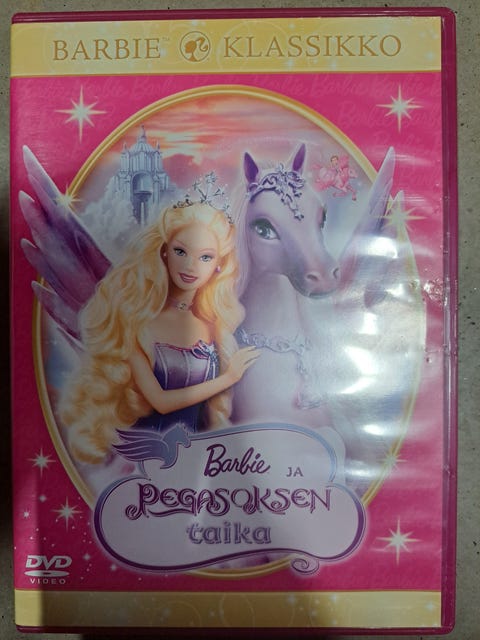 BARBIE™ KLASSIKKO
Barbie JA
PEGASOKSEN
taika
DVD
VIDEO